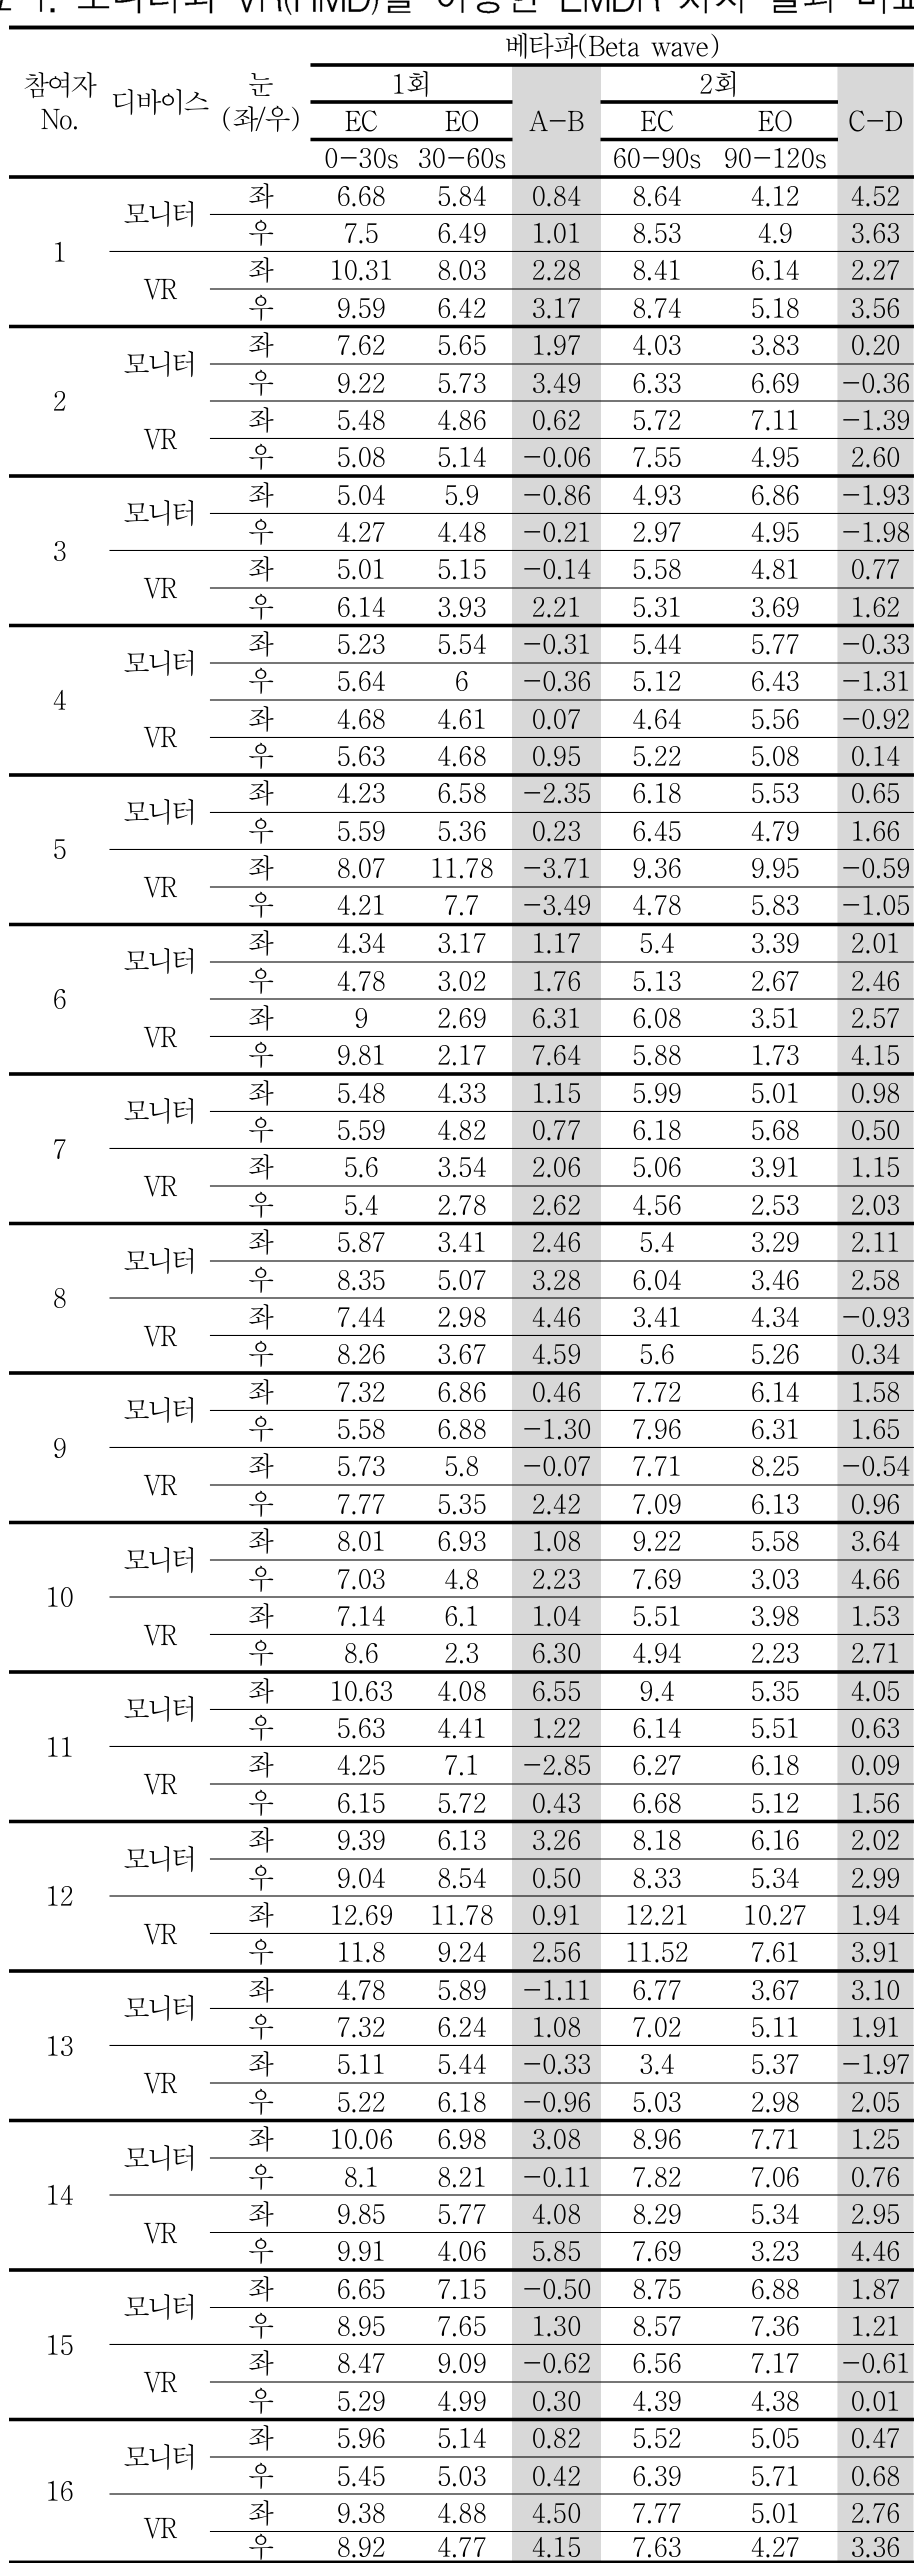 모니터와 VR(HMD)를 이용한 EMDR 처치 결과 비교
베타파(Beta wave)
참여자 No. 디바이스 눈 (좌/우) 1회 A-B 2회 C-D
EC EO EC EO
0-30s 30-60s 60-90s 90-120s
1 모니터 좌 6.68 5.84 0.84 8.64 4.12 4.52
우 7.5 6.49 1.01 8.53 4.9 3.63
VR 좌 10.31 8.03 2.28 8.41 6.14 2.27
우 9.59 6.42 3.17 8.74 5.18 3.56
2 모니터 좌 7.62 5.65 1.97 4.03 3.83 0.20
우 9.22 5.73 3.49 6.33 6.69 -0.36
VR 좌 5.48 4.86 0.62 5.72 7.11 -1.39
우 5.08 5.14 -0.06 7.55 4.95 2.60
3 모니터 좌 5.04 5.9 -0.86 4.93 6.86 -1.93
우 4.27 4.48 -0.21 2.97 4.95 -1.98
VR 좌 5.01 5.15 -0.14 5.58 4.81 0.77
우 6.14 3.93 2.21 5.31 3.69 1.62
4 모니터 좌 5.23 5.54 -0.31 5.44 5.77 -0.33
우 5.64 6 -0.36 5.12 6.43 -1.31
VR 좌 4.68 4.61 0.07 4.64 5.56 -0.92
우 5.63 4.68 0.95 5.22 5.08 0.14
5 모니터 좌 4.23 6.58 -2.35 6.18 5.53 0.65
우 5.59 5.36 0.23 6.45 4.79 1.66
VR 좌 8.07 11.78 -3.71 9.36 9.95 -0.59
우 4.21 7.7 -3.49 4.78 5.83 -1.05
6 모니터 좌 4.34 3.17 1.17 5.4 3.39 2.01
우 4.78 3.02 1.76 5.13 2.67 2.46
VR 좌 9 2.69 6.31 6.08 3.51 2.57
우 9.81 2.17 7.64 5.88 1.73 4.15
7 모니터 좌 5.48 4.33 1.15 5.99 5.01 0.98
우 5.59 4.82 0.77 6.18 5.68 0.50
VR 좌 5.6 3.54 2.06 5.06 3.91 1.15
우 5.4 2.78 2.62 4.56 2.53 2.03
8 모니터 좌 5.87 3.41 2.46 5.4 3.29 2.11
우 8.35 5.07 3.28 6.04 3.46 2.58
VR 좌 7.44 2.98 4.46 3.41 4.34 -0.93
우 8.26 3.67 4.59 5.6 5.26 0.34
9 모니터 좌 7.32 6.86 0.46 7.72 6.14 1.58
우 5.58 6.88 -1.30 7.96 6.31 1.65
VR 좌 5.73 5.8 -0.07 7.71 8.25 -0.54
우 7.77 5.35 2.42 7.09 6.13 0.96
10 모니터 좌 8.01 6.93 1.08 9.22 5.58 3.64
우 7.03 4.8 2.23 7.69 3.03 4.66
VR 좌 7.14 6.1 1.04 5.51 3.98 1.53
우 8.6 2.3 6.30 4.94 2.23 2.71
11 모니터 좌 10.63 4.08 6.55 9.4 5.35 4.05
우 5.63 4.41 1.22 6.14 5.51 0.63
VR 좌 4.25 7.1 -2.85 6.27 6.18 0.09
우 6.15 5.72 0.43 6.68 5.12 1.56
12 모니터 좌 9.39 6.13 3.26 8.18 6.16 2.02
우 9.04 8.54 0.50 8.33 5.34 2.99
VR 좌 12.69 11.78 0.91 12.21 10.27 1.94
우 11.8 9.24 2.56 11.52 7.61 3.91
13 모니터 좌 4.78 5.89 -1.11 6.77 3.67 3.10
우 7.32 6.24 1.08 7.02 5.11 1.91
VR 좌 5.11 5.44 -0.33 3.4 5.37 -1.97
우 5.22 6.18 -0.96 5.03 2.98 2.05
14 모니터 좌 10.06 6.98 3.08 8.96 7.71 1.25
우 8.1 8.21 -0.11 7.82 7.06 0.76
VR 좌 9.85 5.77 4.08 8.29 5.34 2.95
우 9.91 4.06 5.85 7.69 3.23 4.46
15 모니터 좌 6.65 7.15 -0.50 8.75 6.88 1.87
우 8.95 7.65 1.30 8.57 7.36 1.21
VR 좌 8.47 9.09 -0.62 6.56 7.17 -0.61
우 5.29 4.99 0.30 4.39 4.38 0.01
16 모니터 좌 5.96 5.14 0.82 5.52 5.05 0.47
우 5.45 5.03 0.42 6.39 5.71 0.68
VR 좌 9.38 4.88 4.50 7.77 5.01 2.76
우 8.92 4.77 4.15 7.63 4.27 3.36